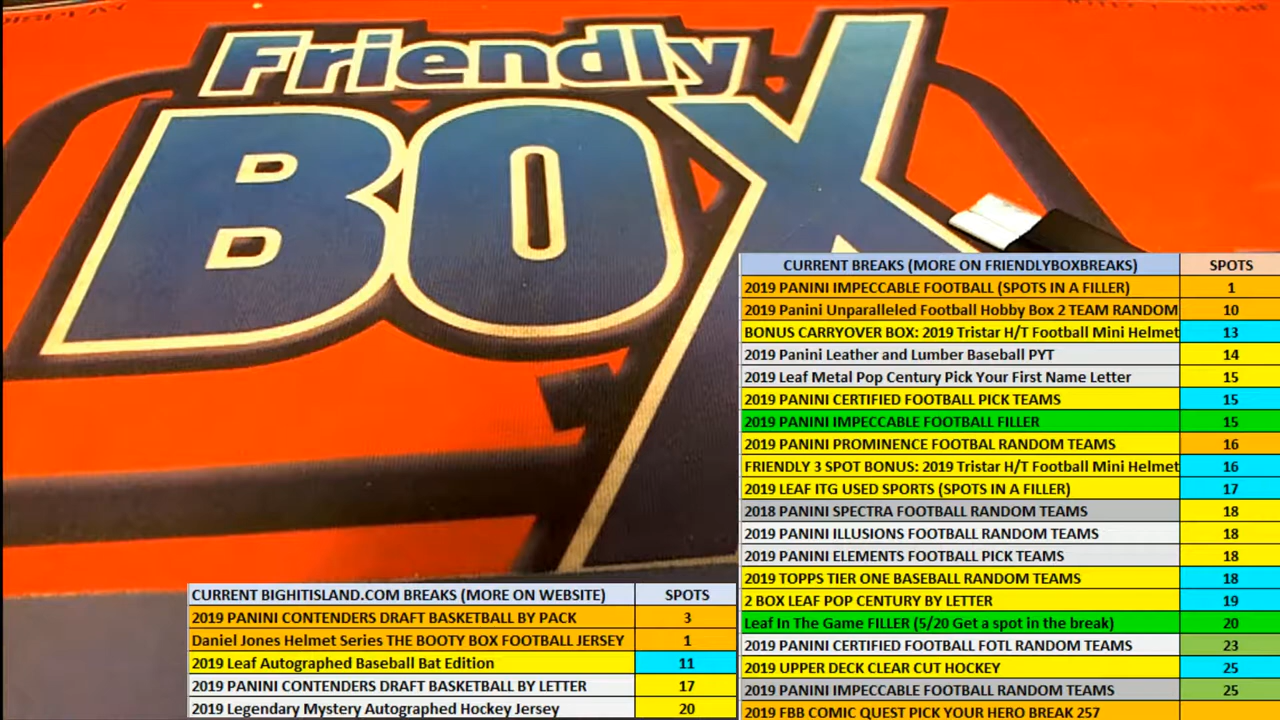 Friendly
BOX
CURRENT BREAKS (MORE ON FRIENDLYBOXBREAKS) SPOTS
2019 PANINI IMPECCABLE FOOTBALL (SPOTS IN A FILLER) 1
2019 Panini Unparalleled Football Hobby Box 2 TEAM RANDOM 10
BONUS CARRYOVER BOX: 2019 Tristar H/T Football Mini Helmet 13
2019 Panini Leather and Lumber Baseball PYT 14
2019 Leaf Metal Pop Century Pick Your First Name Letter 15
2019 PANINI CERTIFIED FOOTBALL PICK TEAMS 15
2019 PANINI IMPECCABLE FOOTBALL FILLER 15
2019 PANINI PROMINENCE FOOTBAL RANDOM TEAMS 16
FRIENDLY 3 SPOT BONUS: 2019 Tristar H/T Football Mini Helmet 16
2019 LEAF ITG USED SPORTS (SPOTS IN A FILLER) 17
2018 PANINI SPECTRA FOOTBALL RANDOM TEAMS 18
2019 PANINI ILLUSIONS FOOTBALL RANDOM TEAMS 18
2019 PANINI ELEMENTS FOOTBALL PICK TEAMS 18
2019 TOPPS TIER ONE BASEBALL RANDOM TEAMS 18
2 BOX LEAF POP CENTURY BY LETTER 19
Leaf In The Game FILLER (5/20 Get a spot in the break) 20
2019 PANINI CERTIFIED FOOTBALL FOTL RANDOM TEAMS 23
2019 UPPER DECK CLEAR CUT HOCKEY 25
2019 PANINI IMPECCABLE FOOTBALL RANDOM TEAMS 25
2019 FBB COMIC QUEST PICK YOUR HERO BREAK 257
CURRENT BIGHITISLAND.COM BREAKS (MORE ON WEBSITE) SPOTS
2019 PANINI CONTENDERS DRAFT BASKETBALL BY PACK 3
Daniel Jones Helmet Series THE BOOTY BOX FOOTBALL JERSEY 1
2019 Leaf Autographed Baseball Bat Edition 11
2019 PANINI CONTENDERS DRAFT BASKETBALL BY LETTER 17
2019 Legendary Mystery Autographed Hockey Jersey 20